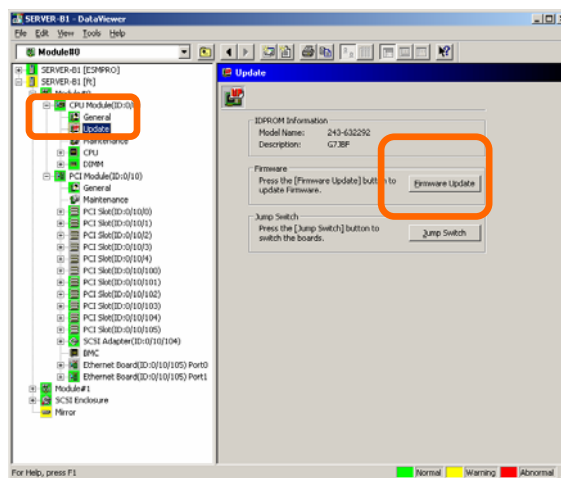 SERVER-B1 - DataViewer
File Edit View Tools Help
Module#0
SERVER-B1 [ESMPRO]
SERVER-B1 [Ft]
Module#0
CPU Module(ID:0/
General
Update
Maintenance
CPU
DIMM
PCI Module(ID:0/10)
General
Maintenance
PCI Slot(ID:0/10/0)
PCI Slot(ID:0/10/1)
PCI Slot(ID:0/10/2)
PCI Slot(ID:0/10/3)
PCI Slot(ID:0/10/4)
PCI Slot(ID:0/10/100)
PCI Slot(ID:0/10/101)
PCI Slot(ID:0/10/102)
PCI Slot(ID:0/10/103)
PCI Slot(ID:0/10/104)
PCI Slot(ID:0/10/105)
SCSI Adapter(ID:0/10/104)
BMC
Ethernet Board(ID:0/10/105) Port0
Ethernet Board(ID:0/10/105) Port1
Module#1
SCSI Enclosure
Mirror
Update
IDPROM Information
Model Name: 243-632292
Description: G7JBF
Firmware
Press the [Firmware Update] button to
update Firmware.
Firmware Update
Jump Switch
Press the [Jump Switch] button to
switch the boards.
Jump Switch
For Help, press F1
Normal Warning Abnormal